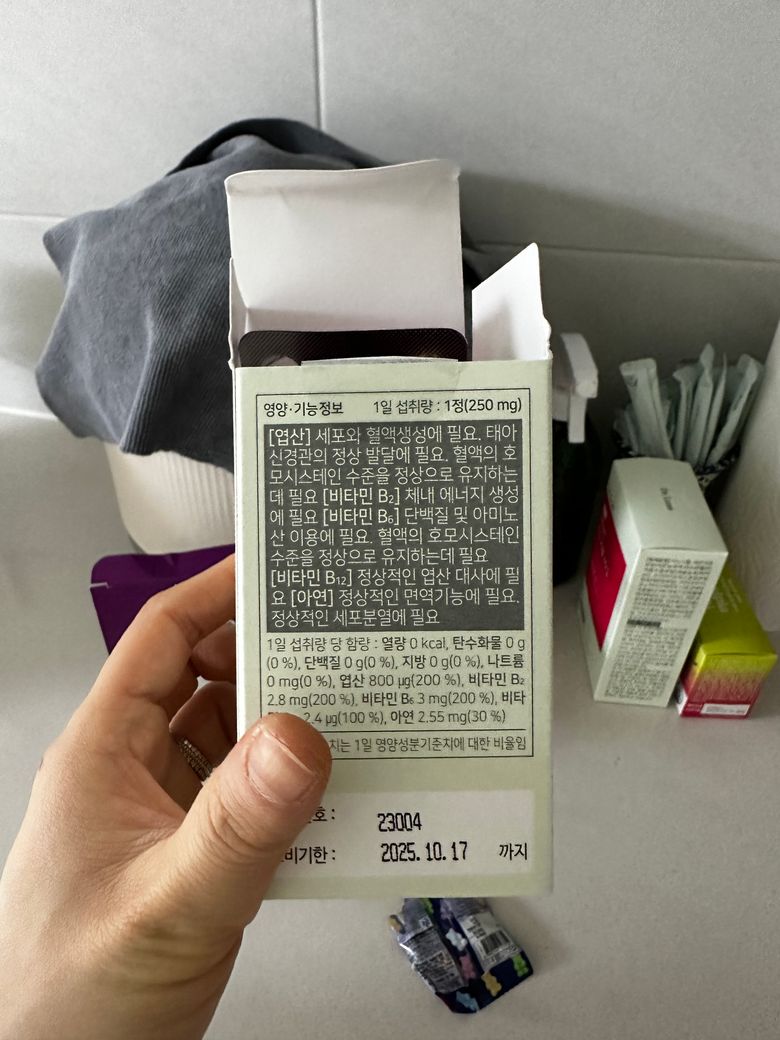 영양·기능정보 1일 섭취량 : 1정(250 mg)
[엽산] 세포와 혈액생성에 필요. 태아
신경관의 정상 발달에 필요. 혈액의 호
모시스테인 수준을 정상으로 유지하는
데 필요 [비타민 B₂] 체내 에너지 생성
에 필요 [비타민 B₆] 단백질 및 아미노
산 이용에 필요. 혈액의 호모시스테인
수준을 정상으로 유지하는데 필요
[비타민 B₁₂] 정상적인 엽산 대사에 필
요 [아연] 정상적인 면역기능에 필요.
정상적인 세포분열에 필요
1일 섭취량 당 함량 : 열량 0 kcal, 탄수화물 0 g
(0 %), 단백질 0 g(0 %), 지방 0 g(0 %), 나트륨
0 mg(0 %), 엽산 800 µg(200 %), 비타민 B₂
2.8 mg(200 %), 비타민 B₆ 3 mg(200 %), 비타
2.4 µg(100 %), 아연 2.55 mg(30 %)
치는 1일 영양성분기준치에 대한 비율임
호 : 23004
비기한 : 2025.10.17 까지